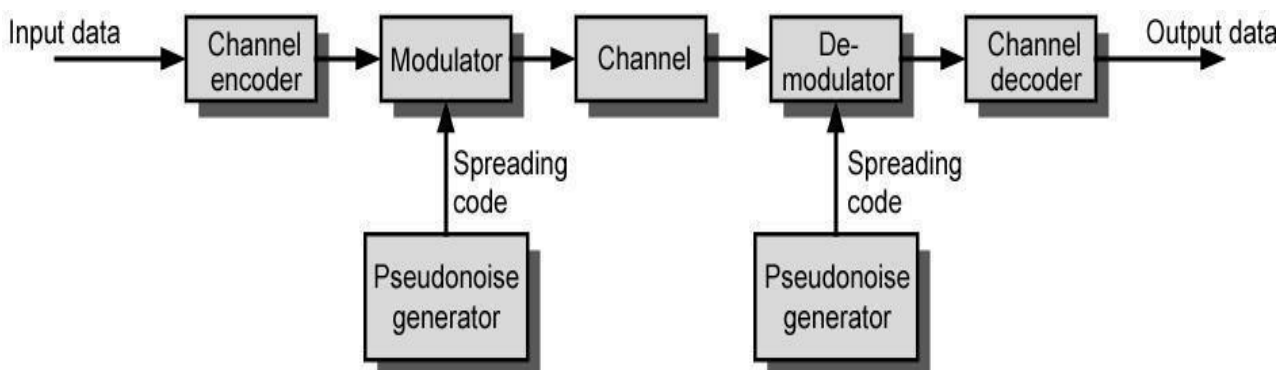 Input data
Channel
encoder
Modulator
Channel
De-
modulator
Channel
decoder
Output data
Spreading
code
Spreading
code
Pseudonoise
generator
Pseudonoise
generator